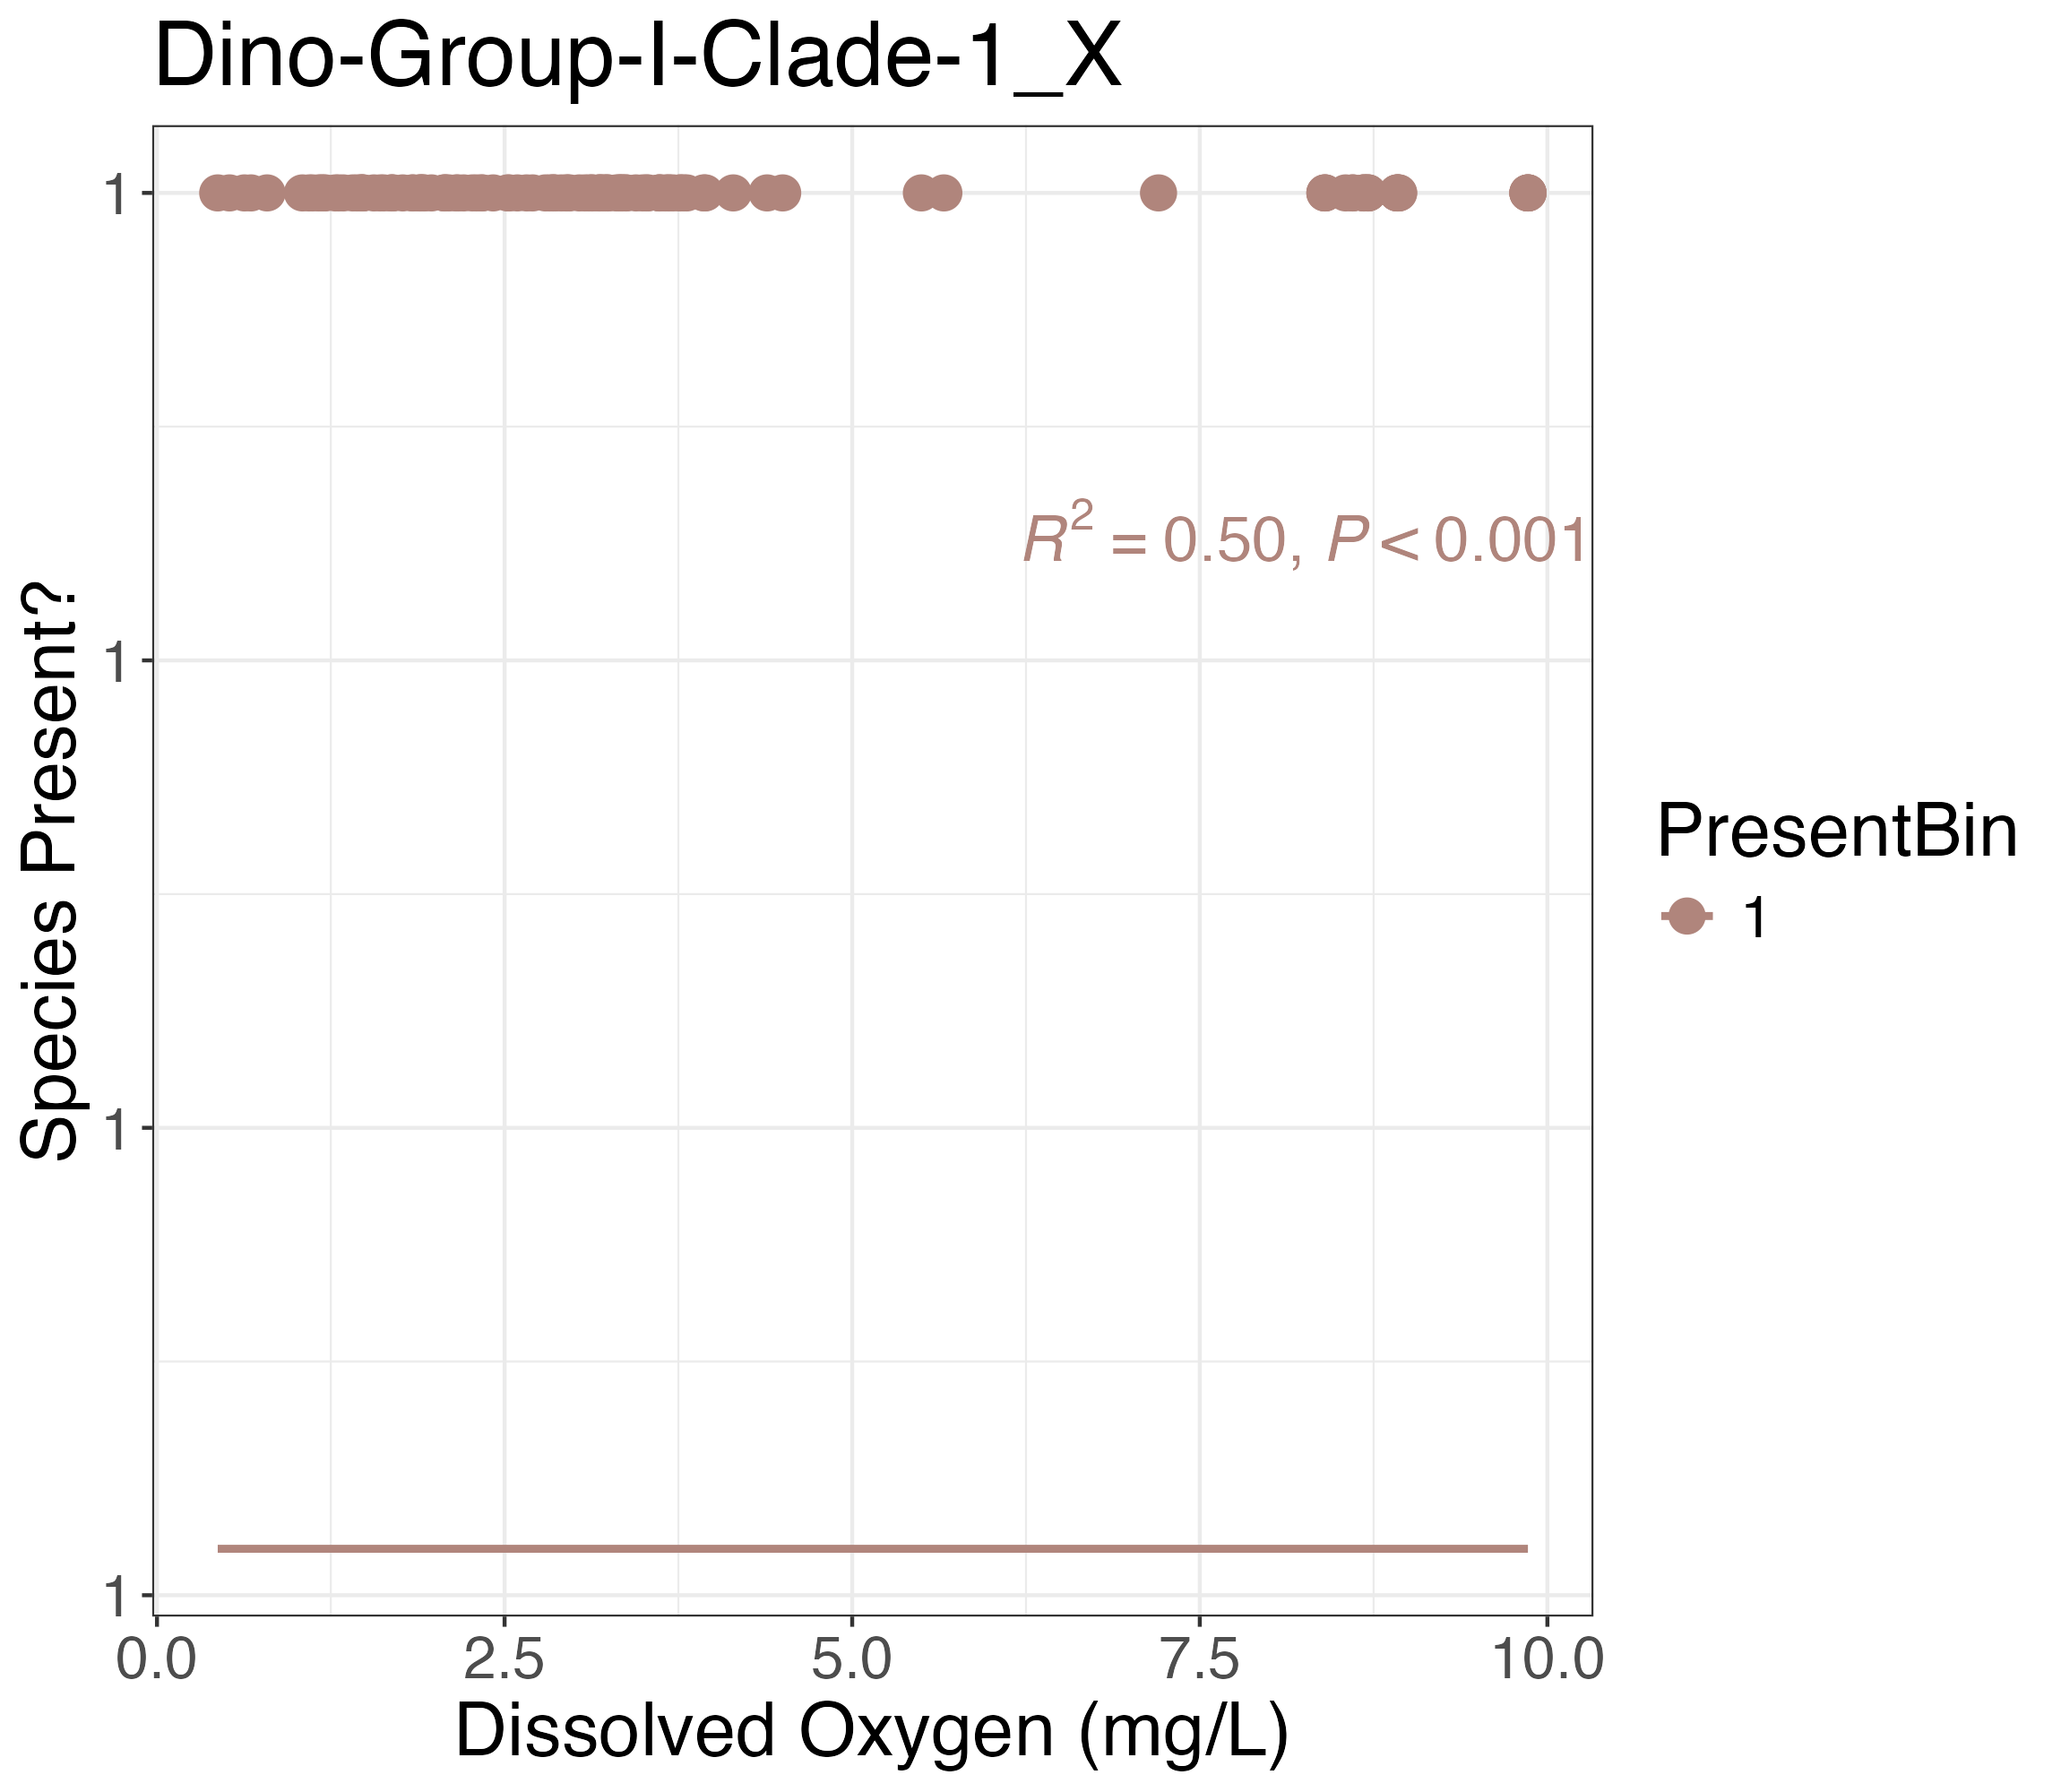 Dino-Group-I-Clade-1_X
1
R² = 0.50, P < 0.001
1
1
1
Species Present?
PresentBin
1
0.0 2.5 5.0 7.5 10.0
Dissolved Oxygen (mg/L)